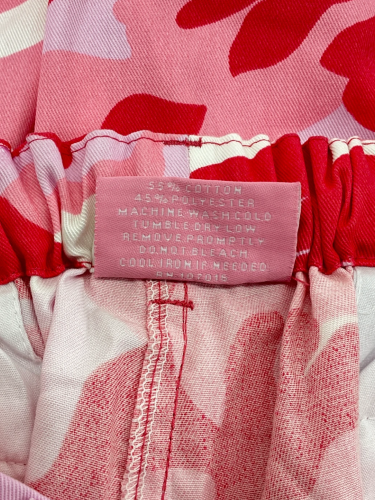 55% COTTON
45% POLYESTER
MACHINE WASH COLD
TUMBLE DRY LOW
REMOVE PROMPTLY
DO NOT BLEACH
COOL IRON IF NEEDED
RN